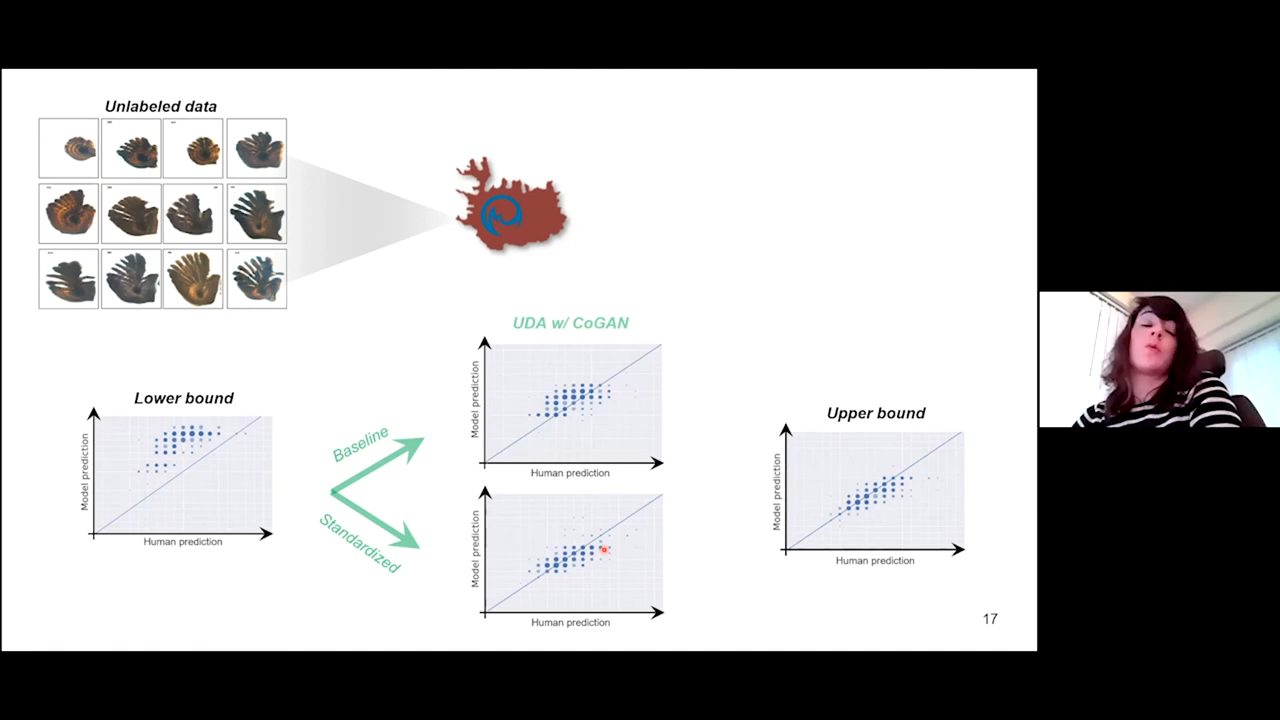 Unlabeled data
UDA w/ CoGAN
Model prediction
Human prediction
Lower bound
Model prediction
Human prediction
Baseline
Standardized
Model prediction
Human prediction
Upper bound
Model prediction
Human prediction
17